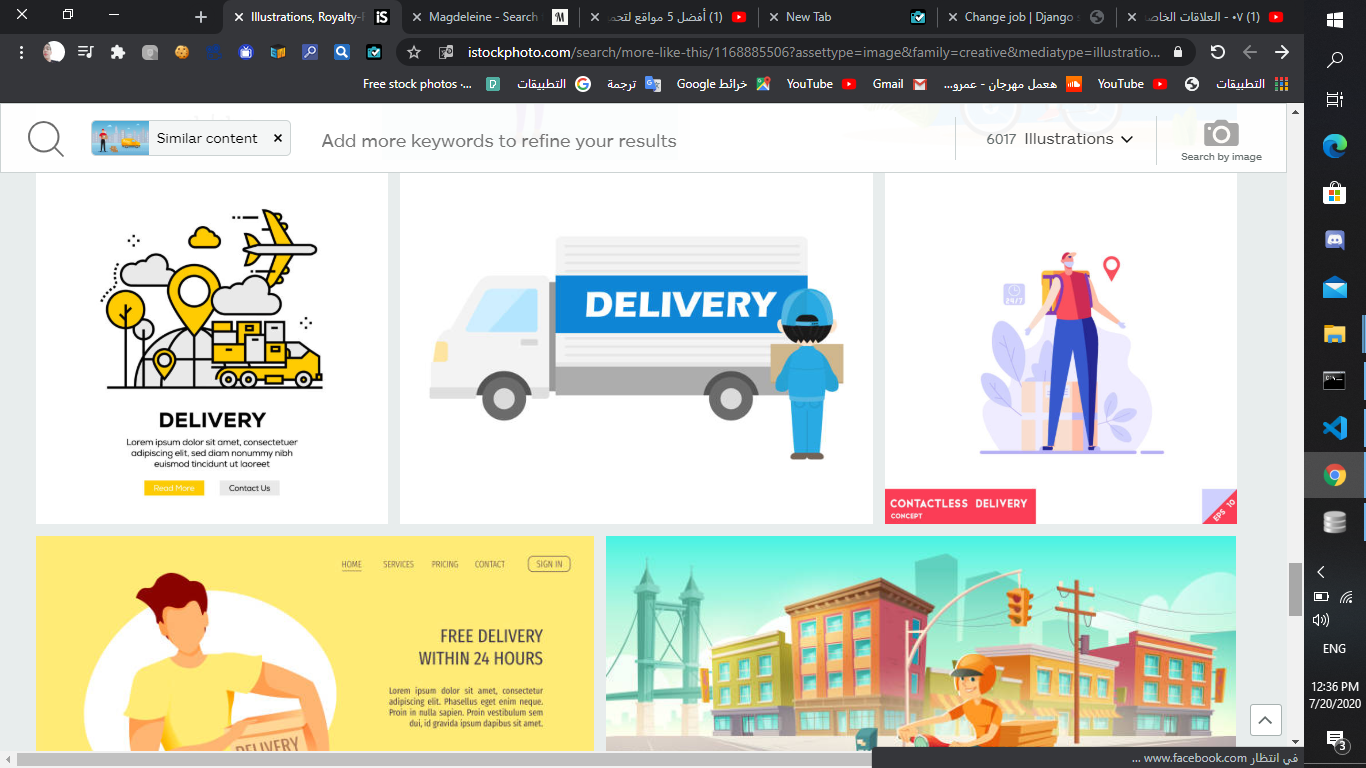 Illustrations, Royalty-F
iS
Magdeleine - Search
M
(1) أفضل 5 مواقع لتحم
New Tab
Change job | Django s
(1) ٠٧ - العلاقات الخاص
istockphoto.com/search/more-like-this/1168885506?assettype=image&family=creative&mediatype=illustratio...
Free stock photos -...
التطبيقات
ترجمة
خرائط Google
YouTube
Gmail
هعمل مهرجان - عمرو...
YouTube
التطبيقات
Similar content
Add more keywords to refine your results
6017 Illustrations
Search by image
DELIVERY
Lorem ipsum dolor sit amet, consectetuer
adipiscing elit, sed diam nonummy nibh
euismod tincidunt ut laoreet
Read More
Contact Us
DELIVERY
24/7
CONTACTLESS DELIVERY
CONCEPT
EPS 10
HOME
SERVICES
PRICING
CONTACT
SIGN IN
FREE DELIVERY
WITHIN 24 HOURS
Lorem ipsum dolor sit amet, consectetur
adipiscing elit. Phasellus eget enim neque.
Proin in nulla sapien. Proin vestibulum sem
dui, id gravida ipsum dapibus sit amet.
DELIVERY
في انتظار www.facebook.com ...
ENG
12:36 PM
7/20/2020
3